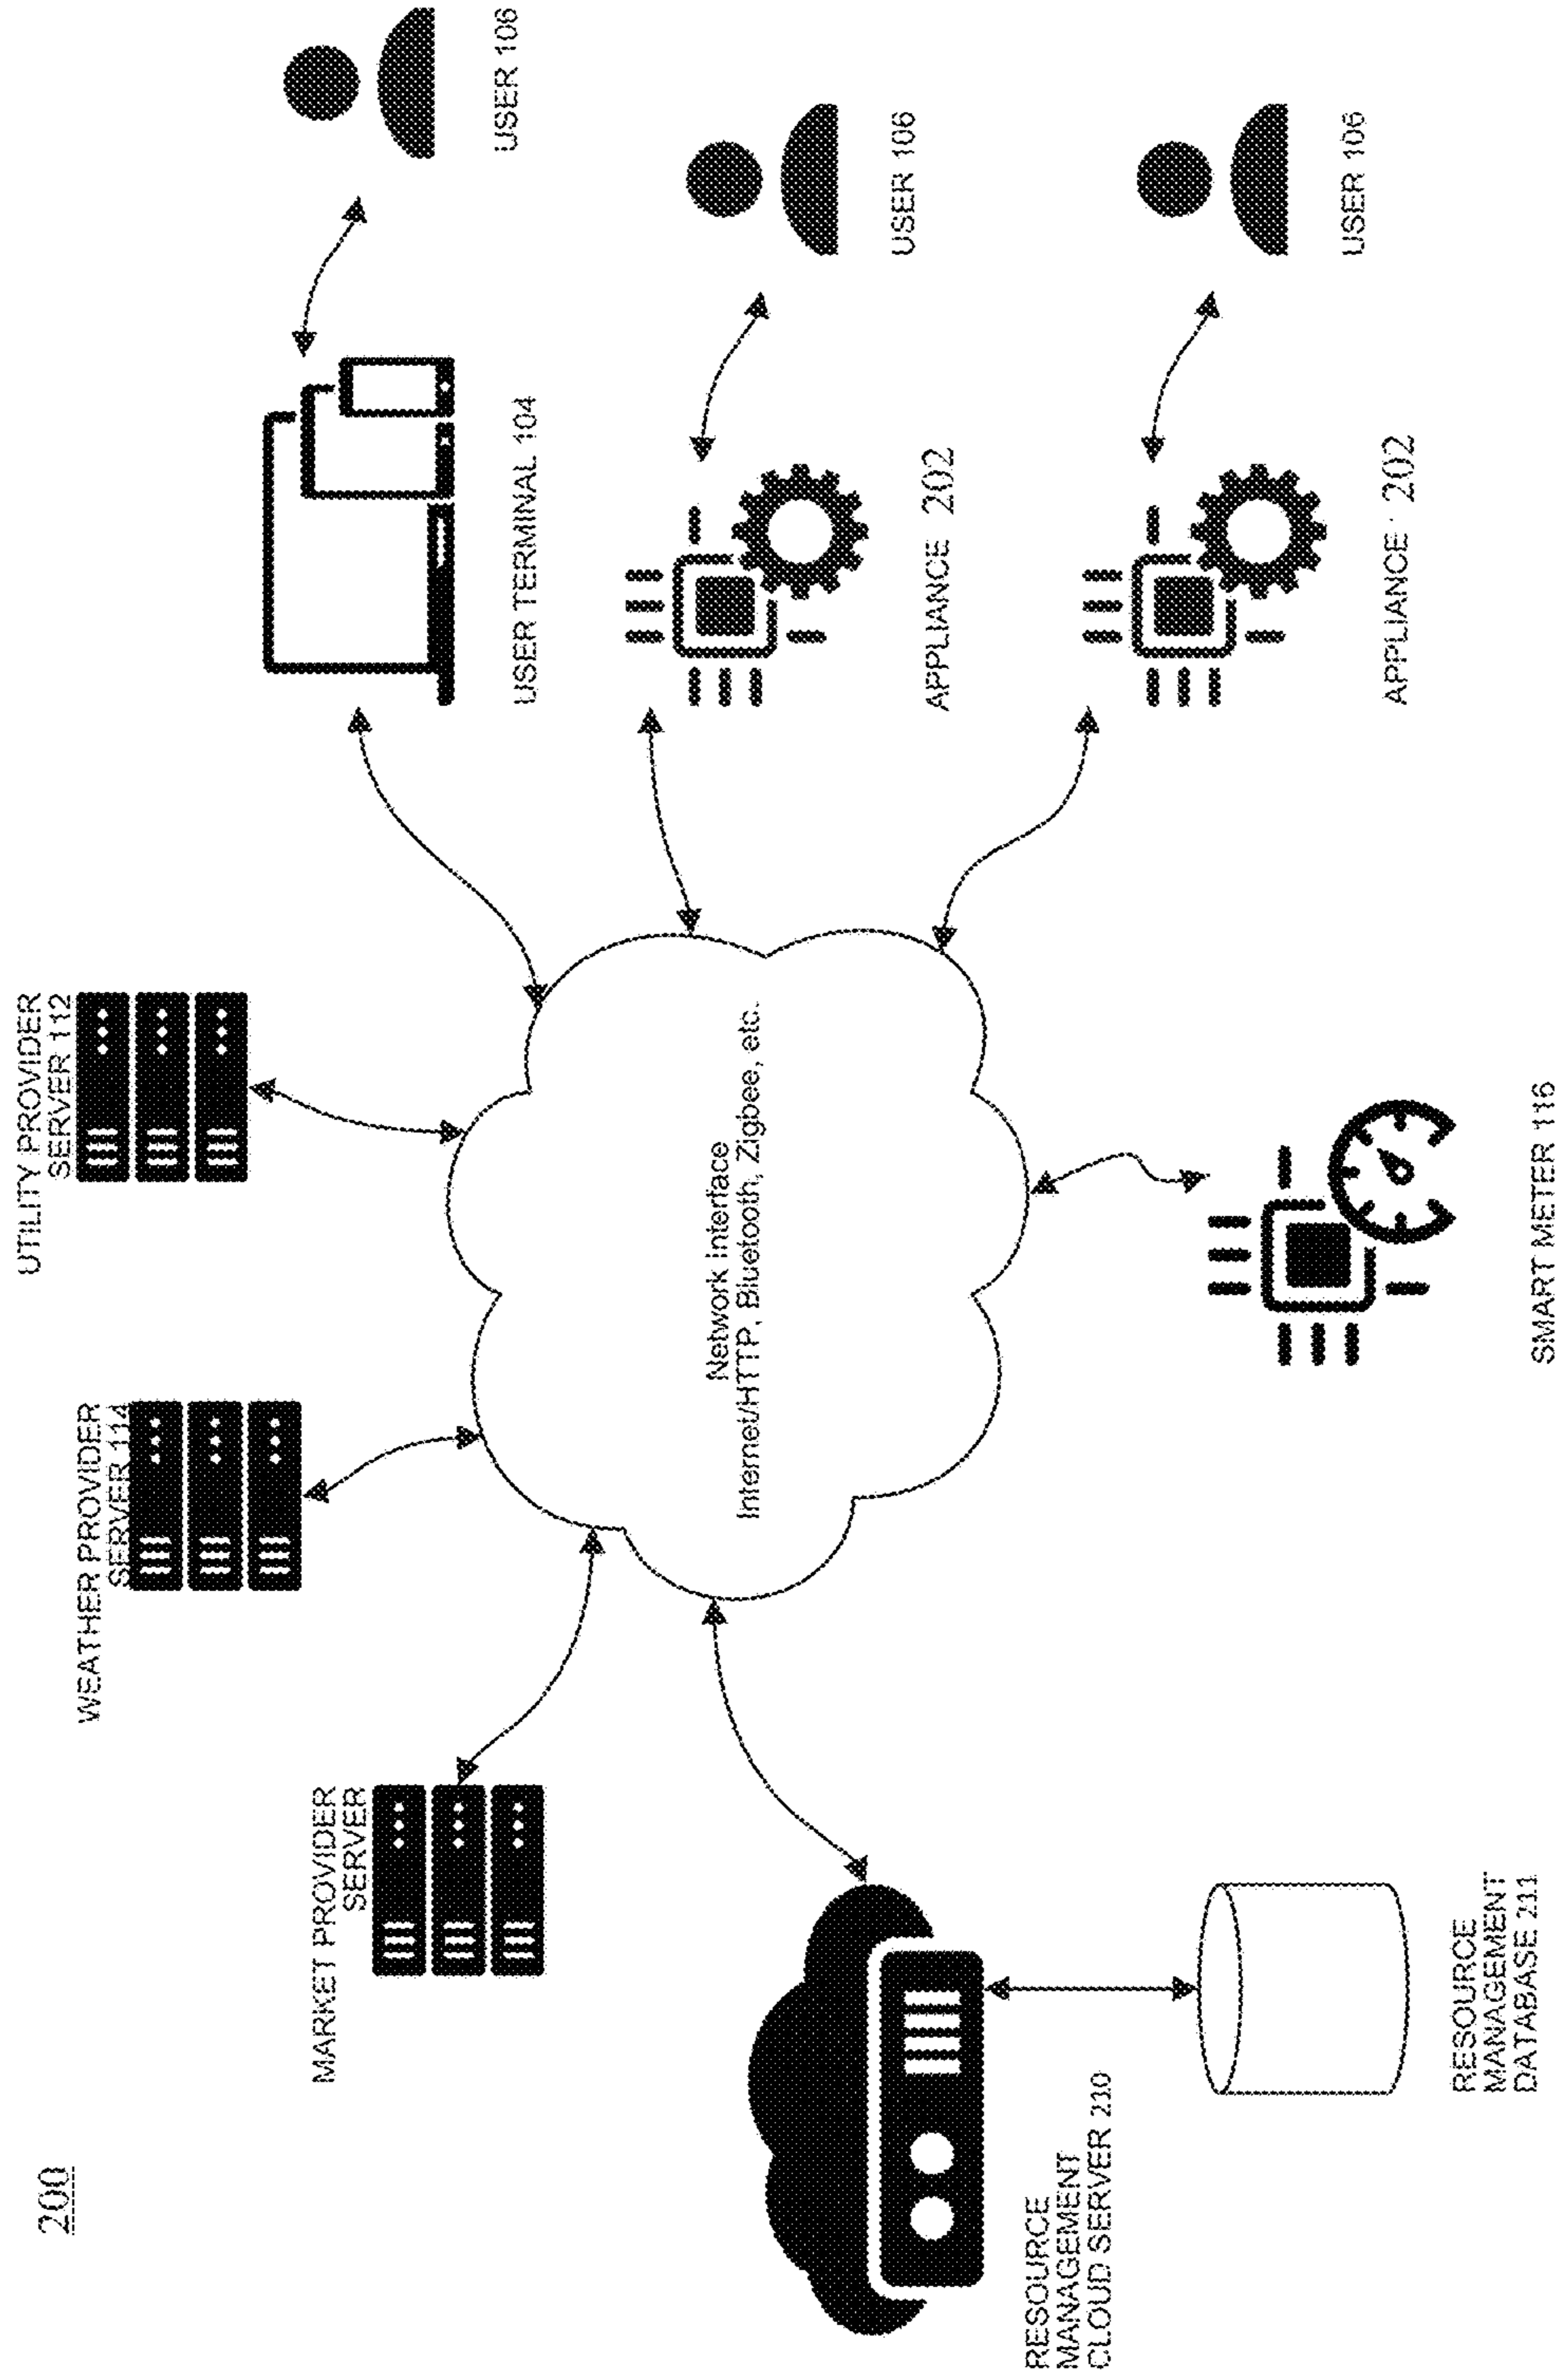 200
UTILITY PROVIDER
SERVER 112
WEATHER PROVIDER
SERVER 114
MARKET PROVIDER
SERVER
RESOURCE
MANAGEMENT
CLOUD SERVER 210
RESOURCE
MANAGEMENT
DATABASE 211
Network Interface
Internet/HTTP, Bluetooth, Zigbee, etc.
SMART METER 116
USER TERMINAL 104
USER 106
APPLIANCE 202
USER 106
APPLIANCE 202
USER 106